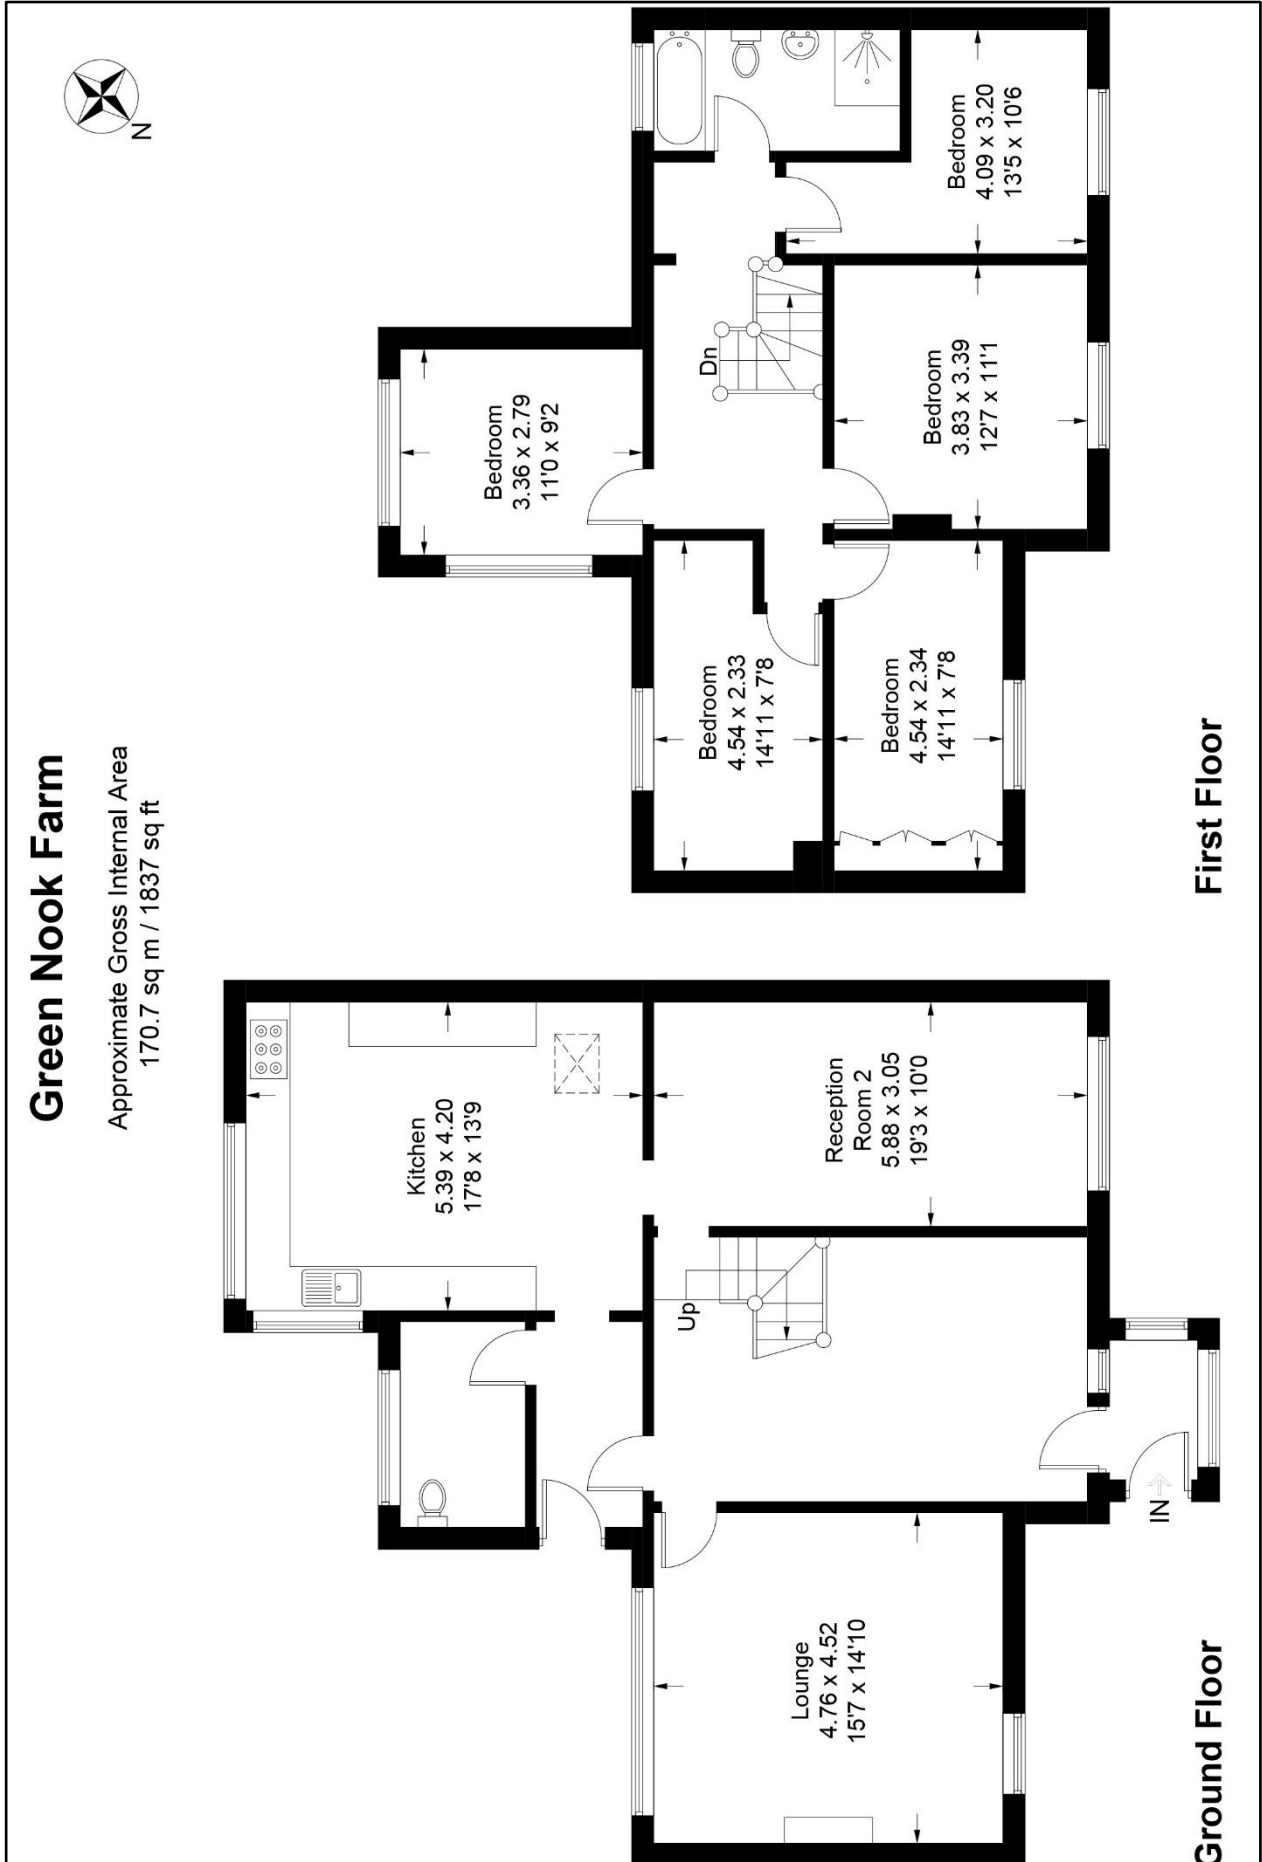 Green Nook Farm
Approximate Gross Internal Area
170.7 sq m / 1837 sq ft
N
Kitchen
5.39 x 4.20
17'8 x 13'9
Reception
Room 2
5.88 x 3.05
19'3 x 10'0
Up
Lounge
4.76 x 4.52
15'7 x 14'10
IN
Ground Floor
Bedroom
3.36 x 2.79
11'0 x 9'2
Bedroom
4.54 x 2.33
14'11 x 7'8
Bedroom
4.54 x 2.34
14'11 x 7'8
Dn
Bedroom
3.83 x 3.39
12'7 x 11'1
Bedroom
4.09 x 3.20
13'5 x 10'6
First Floor